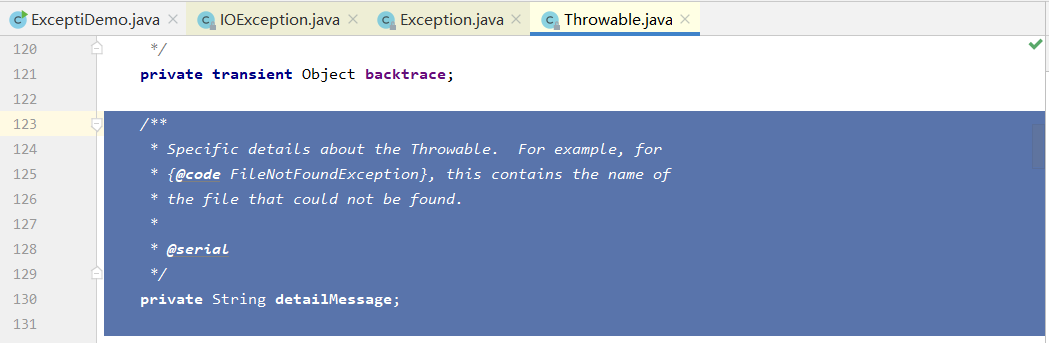 ExceptiDemo.java IOException.java Exception.java Throwable.java
120 */
121 private transient Object backtrace;
122
123 /**
124 * Specific details about the Throwable.  For example, for
125 * {@code FileNotFoundException}, this contains the name of
126 * the file that could not be found.
127 *
128 * @serial
129 */
130 private String detailMessage;
131